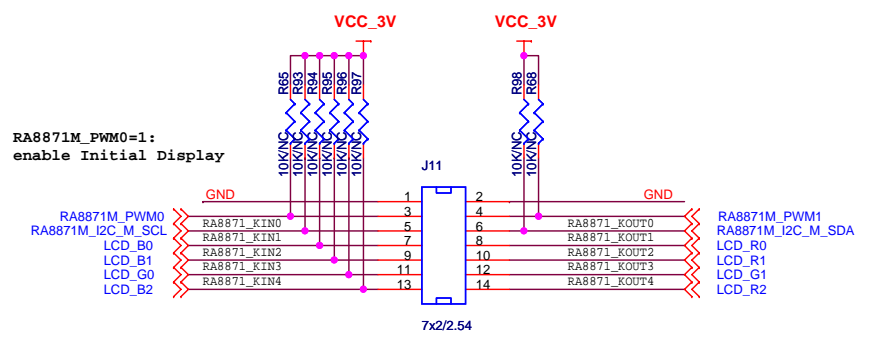 VCC_3V VCC_3V
R65 R93 R94 R95 R96 R97 R98 R68
10K/NC 10K/NC 10K/NC 10K/NC 10K/NC 10K/NC 10K/NC 10K/NC
RA8871M_PWM0=1:
enable Initial Display
J11
GND 1 2 GND
RA8871M_PWM0 3 4 RA8871M_PWM1
RA8871M_I2C_M_SCL RA8871_KIN0 5 6 RA8871_KOUT0 RA8871M_I2C_M_SDA
LCD_B0 RA8871_KIN1 7 8 RA8871_KOUT1 LCD_R0
LCD_B1 RA8871_KIN2 9 10 RA8871_KOUT2 LCD_R1
LCD_G0 RA8871_KIN3 11 12 RA8871_KOUT3 LCD_G1
LCD_B2 RA8871_KIN4 13 14 RA8871_KOUT4 LCD_R2
7x2/2.54